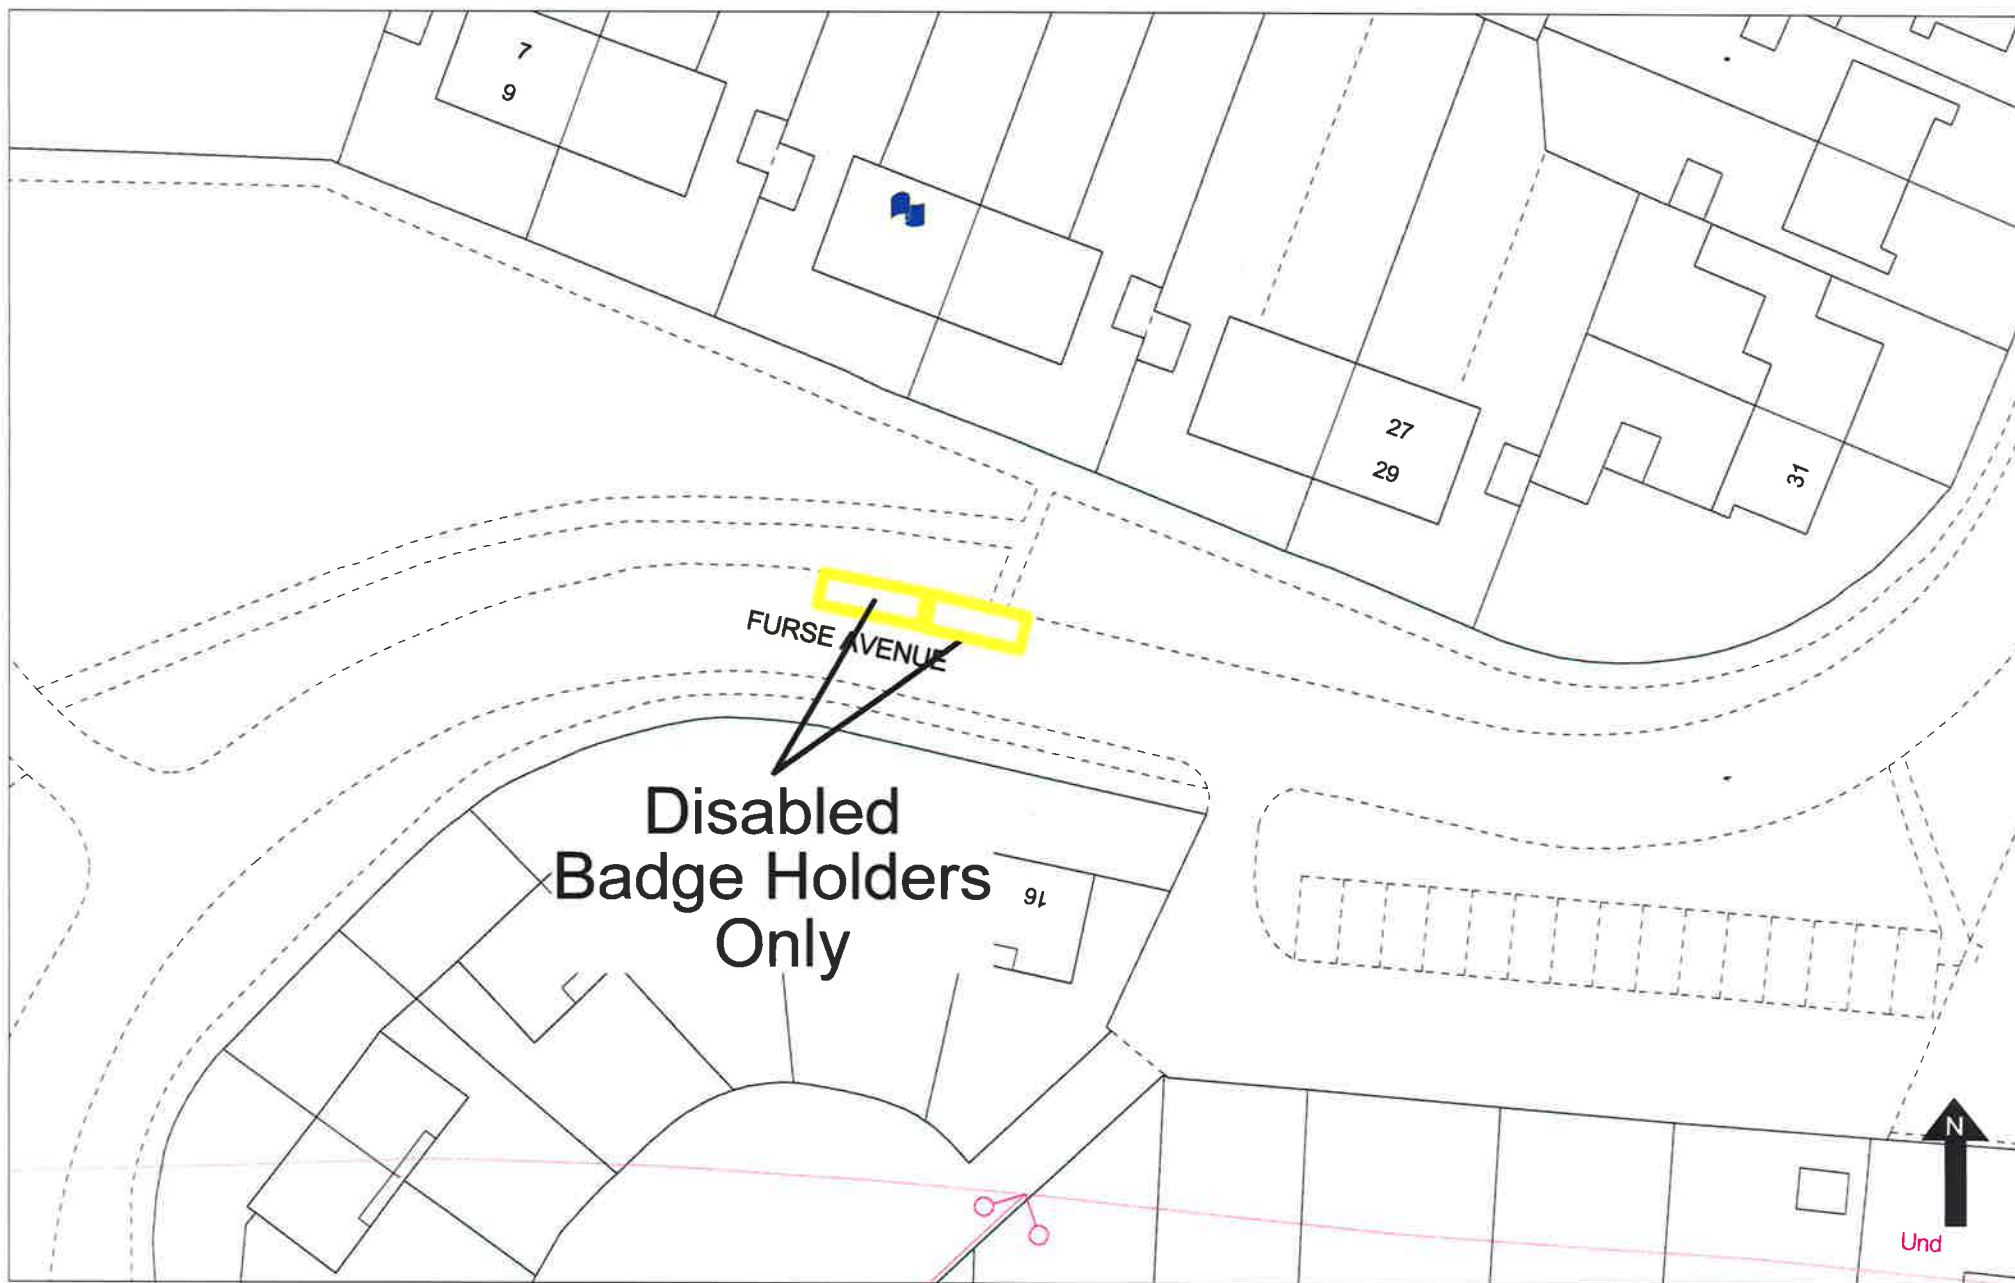 7
9
27
29
31
FURSE AVENUE
Disabled
Badge Holders
Only
16
N
Und